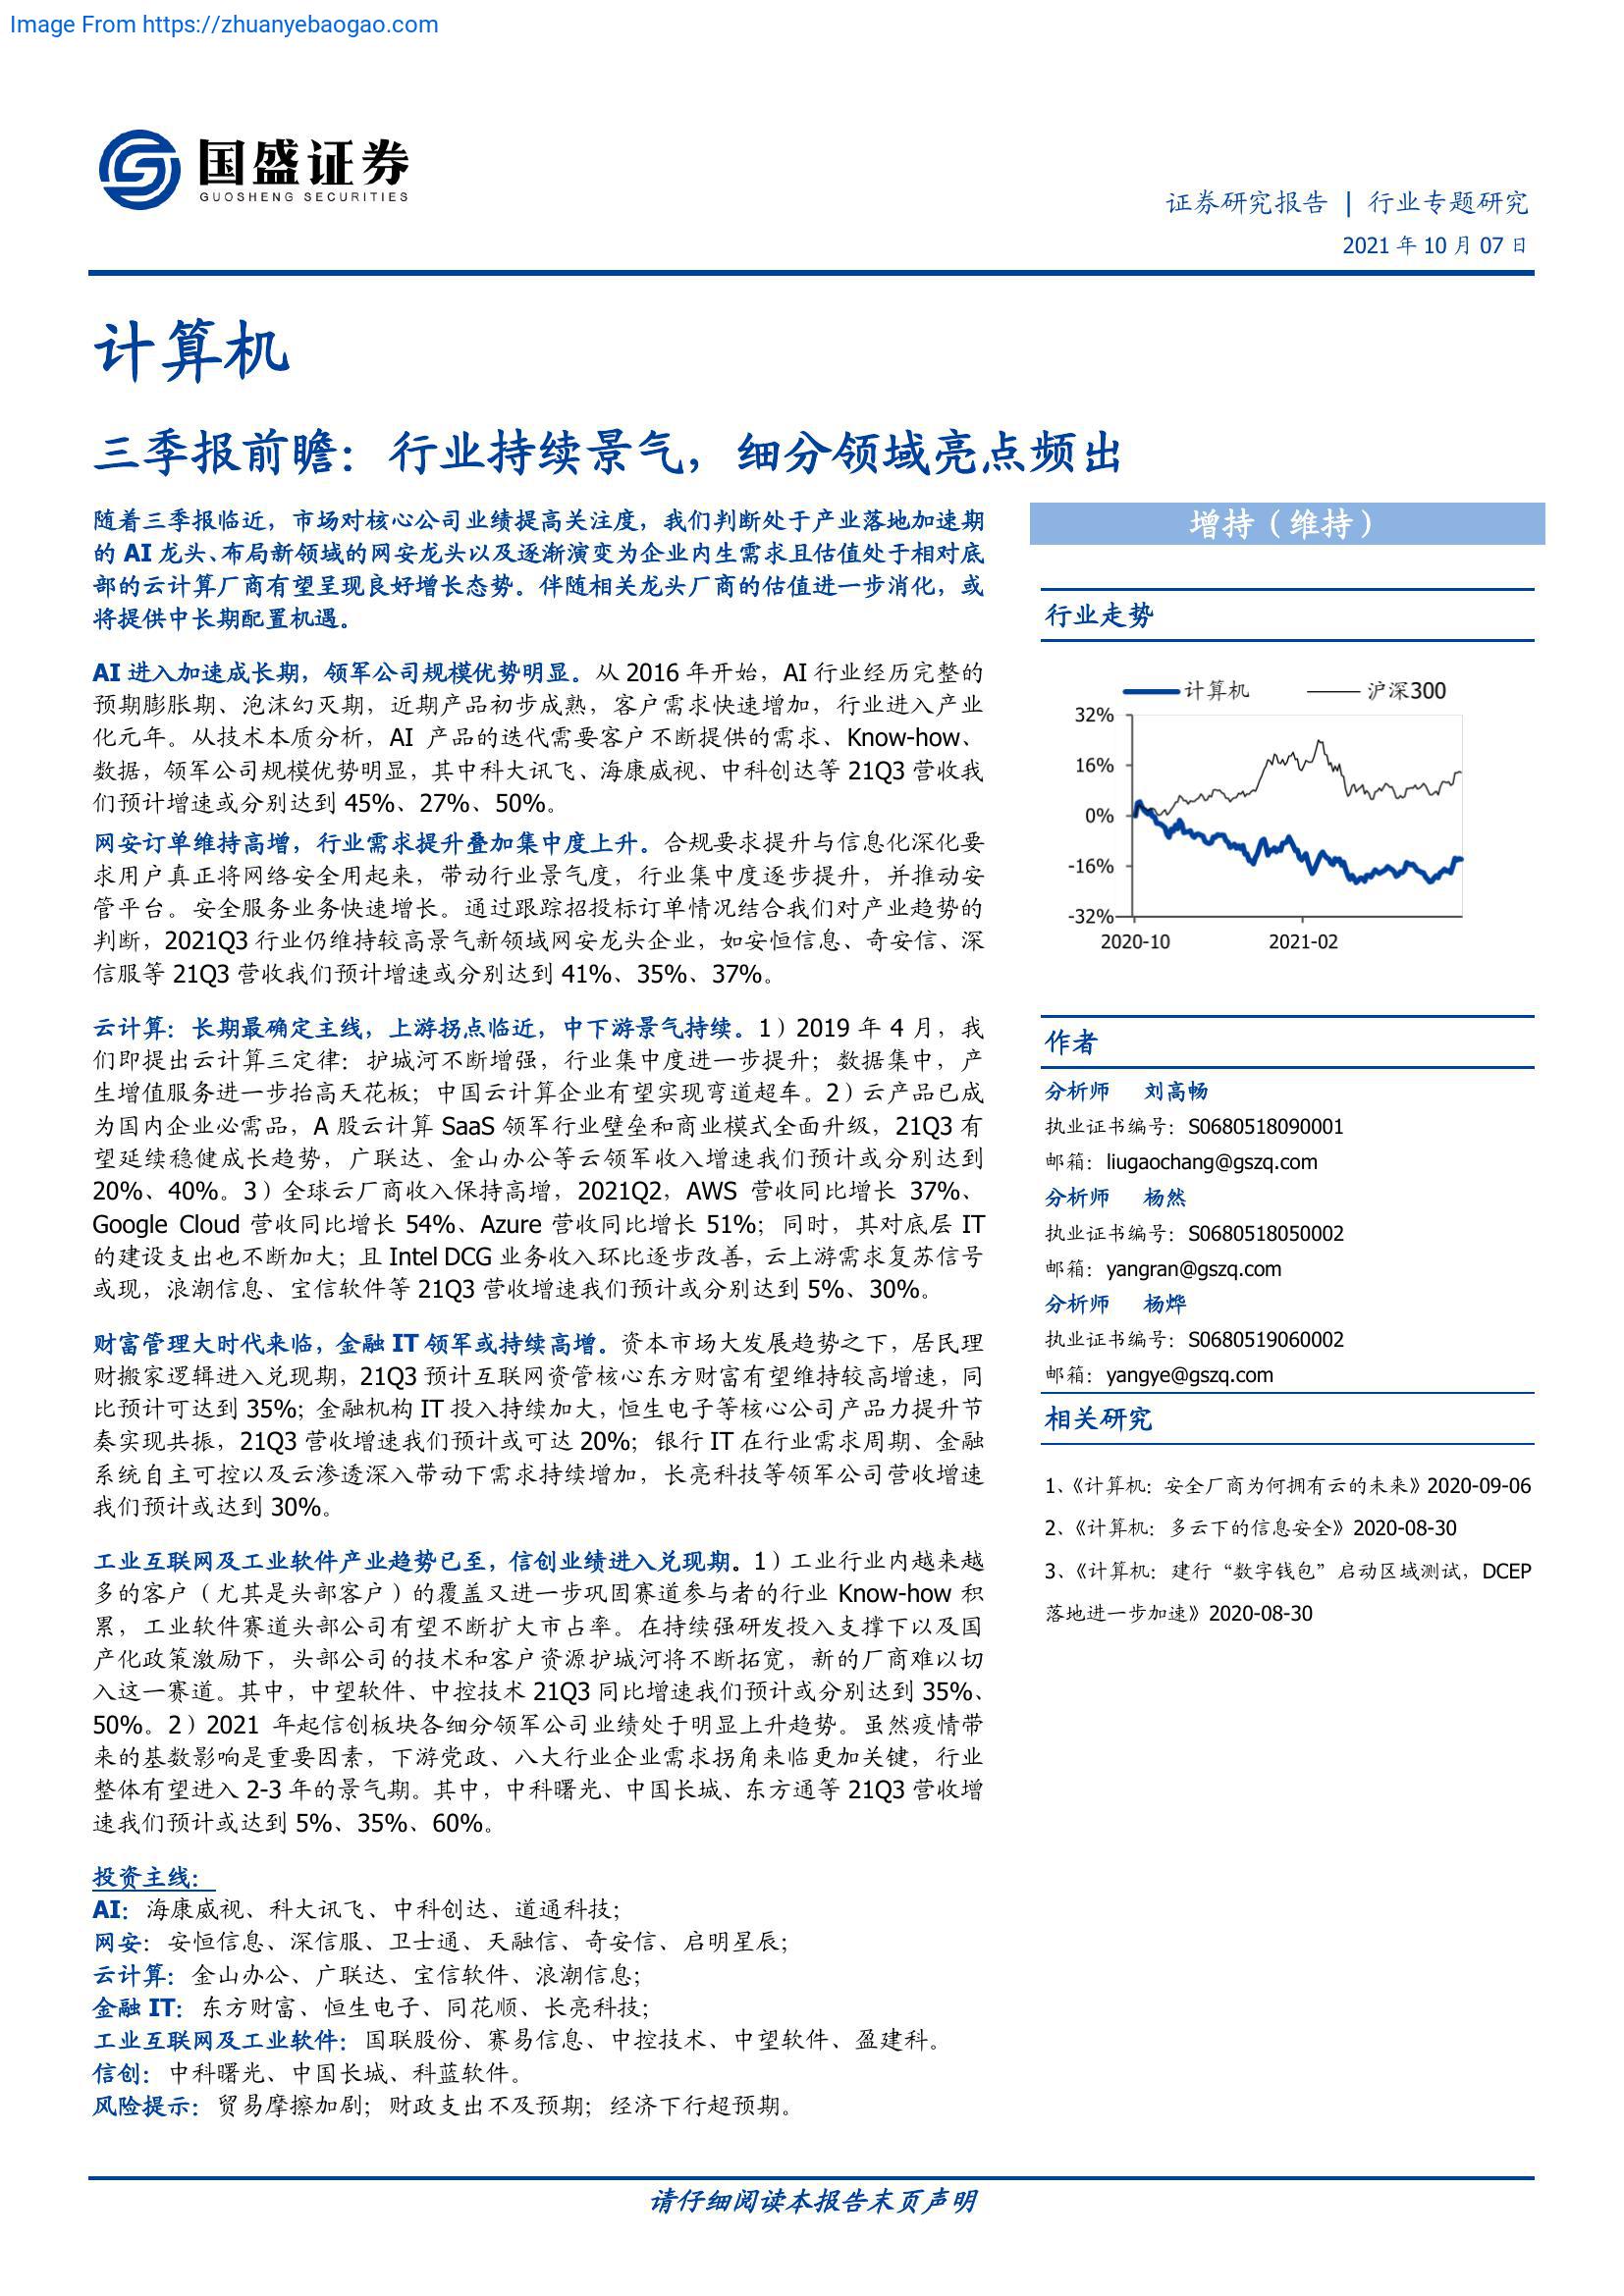 Image From https://zhuanyebaogao.com
国盛证券
GUOSHENG SECURITIES
证券研究报告 | 行业专题研究
2021 年 10 月 07 日
计算机
三季报前瞻：行业持续景气，细分领域亮点频出
随着三季报临近，市场对核心公司业绩提高关注度，我们判断处于产业落地加速期
的 AI 龙头、布局新领域的网安龙头以及逐渐演变为企业内生需求且估值处于相对底
部的云计算厂商有望呈现良好增长态势。伴随相关龙头厂商的估值进一步消化，或
将提供中长期配置机遇。
AI 进入加速成长期，领军公司规模优势明显。从 2016 年开始，AI 行业经历完整的
预期膨胀期、泡沫幻灭期，近期产品初步成熟，客户需求快速增加，行业进入产业
化元年。从技术本质分析，AI 产品的迭代需要客户不断提供的需求、Know-how、
数据，领军公司规模优势明显，其中科大讯飞、海康威视、中科创达等 21Q3 营收我
们预计增速或分别达到 45%、27%、50%。
网安订单维持高增，行业需求提升叠加集中度上升。合规要求提升与信息化深化要
求用户真正将网络安全用起来，带动行业景气度，行业集中度逐步提升，并推动安
管平台。安全服务业务快速增长。通过跟踪招投标订单情况结合我们对产业趋势的
判断，2021Q3 行业仍维持较高景气新领域网安龙头企业，如安恒信息、奇安信、深
信服等 21Q3 营收我们预计增速或分别达到 41%、35%、37%。
云计算：长期最确定主线，上游拐点临近，中下游景气持续。1）2019 年 4 月，我
们即提出云计算三定律：护城河不断增强，行业集中度进一步提升；数据集中，产
生增值服务进一步抬高天花板；中国云计算企业有望实现弯道超车。2）云产品已成
为国内企业必需品，A 股云计算 SaaS 领军行业壁垒和商业模式全面升级，21Q3 有
望延续稳健成长趋势，广联达、金山办公等云领军收入增速我们预计或分别达到
20%、40%。3）全球云厂商收入保持高增，2021Q2，AWS 营收同比增长 37%、
Google Cloud 营收同比增长 54%、Azure 营收同比增长 51%；同时，其对底层 IT
的建设支出也不断加大；且 Intel DCG 业务收入环比逐步改善，云上游需求复苏信号
或现，浪潮信息、宝信软件等 21Q3 营收增速我们预计或分别达到 5%、30%。
财富管理大时代来临，金融 IT 领军或持续高增。资本市场大发展趋势之下，居民理
财搬家逻辑进入兑现期，21Q3 预计互联网资管核心东方财富有望维持较高增速，同
比预计可达到 35%；金融机构 IT 投入持续加大，恒生电子等核心公司产品力提升节
奏实现共振，21Q3 营收增速我们预计或可达 20%；银行 IT 在行业需求周期、金融
系统自主可控以及云渗透深入带动下需求持续增加，长亮科技等领军公司营收增速
我们预计或达到 30%。
工业互联网及工业软件产业趋势已至，信创业绩进入兑现期。1）工业行业内越来越
多的客户（尤其是头部客户）的覆盖又进一步巩固赛道参与者的行业 Know-how 积
累，工业软件赛道头部公司有望不断扩大市占率。在持续强研发投入支撑下以及国
产化政策激励下，头部公司的技术和客户资源护城河将不断拓宽，新的厂商难以切
入这一赛道。其中，中望软件、中控技术 21Q3 同比增速我们预计或分别达到 35%、
50%。2）2021 年起信创板块各细分领军公司业绩处于明显上升趋势。虽然疫情带
来的基数影响是重要因素，下游党政、八大行业企业需求拐角来临更加关键，行业
整体有望进入 2-3 年的景气期。其中，中科曙光、中国长城、东方通等 21Q3 营收增
速我们预计或达到 5%、35%、60%。
投资主线：
AI：海康威视、科大讯飞、中科创达、道通科技；
网安：安恒信息、深信服、卫士通、天融信、奇安信、启明星辰；
云计算：金山办公、广联达、宝信软件、浪潮信息；
金融 IT：东方财富、恒生电子、同花顺、长亮科技；
工业互联网及工业软件：国联股份、赛易信息、中控技术、中望软件、盈建科。
信创：中科曙光、中国长城、科蓝软件。
风险提示：贸易摩擦加剧；财政支出不及预期；经济下行超预期。
增持（维持）
行业走势
计算机 沪深300
32%
16%
0%
-16%
-32%
2020-10 2021-02
作者
分析师 刘高畅
执业证书编号：S0680518090001
邮箱：liugaochang@gszq.com
分析师 杨然
执业证书编号：S0680518050002
邮箱：yangran@gszq.com
分析师 杨烨
执业证书编号：S0680519060002
邮箱：yangye@gszq.com
相关研究
1、《计算机：安全厂商为何拥有云的未来》2020-09-06
2、《计算机：多云下的信息安全》2020-08-30
3、《计算机：建行“数字钱包”启动区域测试，DCEP
落地进一步加速》2020-08-30
请仔细阅读本报告末页声明